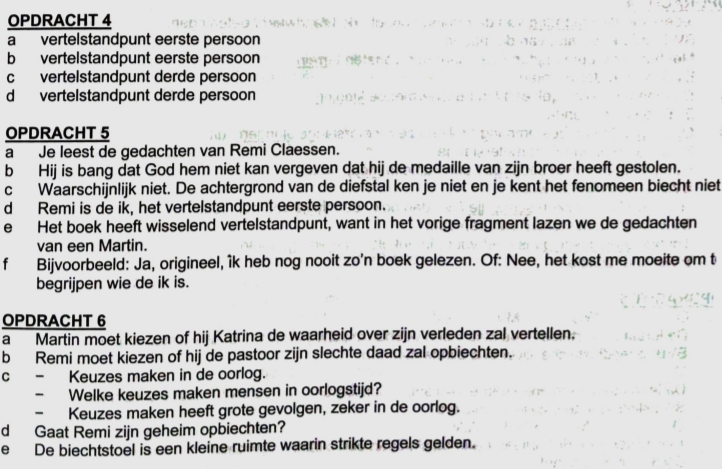 OPDRACHT 4
a vertelstandpunt eerste persoon
b vertelstandpunt eerste persoon
c vertelstandpunt derde persoon
d vertelstandpunt derde persoon
OPDRACHT 5
a Je leest de gedachten van Remi Claessen.
b Hij is bang dat God hem niet kan vergeven dat hij de medaille van zijn broer heeft gestolen.
c Waarschijnlijk niet. De achtergrond van de diefstal ken je niet en je kent het fenomeen biecht niet
d Remi is de ik, het vertelstandpunt eerste persoon.
e Het boek heeft wisselend vertelstandpunt, want in het vorige fragment lazen we de gedachten
van een Martin.
f Bijvoorbeeld: Ja, origineel, ik heb nog nooit zo'n boek gelezen. Of: Nee, het kost me moeite om t
begrijpen wie de ik is.
OPDRACHT 6
a Martin moet kiezen of hij Katrina de waarheid over zijn verleden zal vertellen.
b Remi moet kiezen of hij de pastoor zijn slechte daad zal opbiechten.
c – Keuzes maken in de oorlog.
– Welke keuzes maken mensen in oorlogstijd?
– Keuzes maken heeft grote gevolgen, zeker in de oorlog.
d Gaat Remi zijn geheim opbiechten?
e De biechtstoel is een kleine ruimte waarin strikte regels gelden.